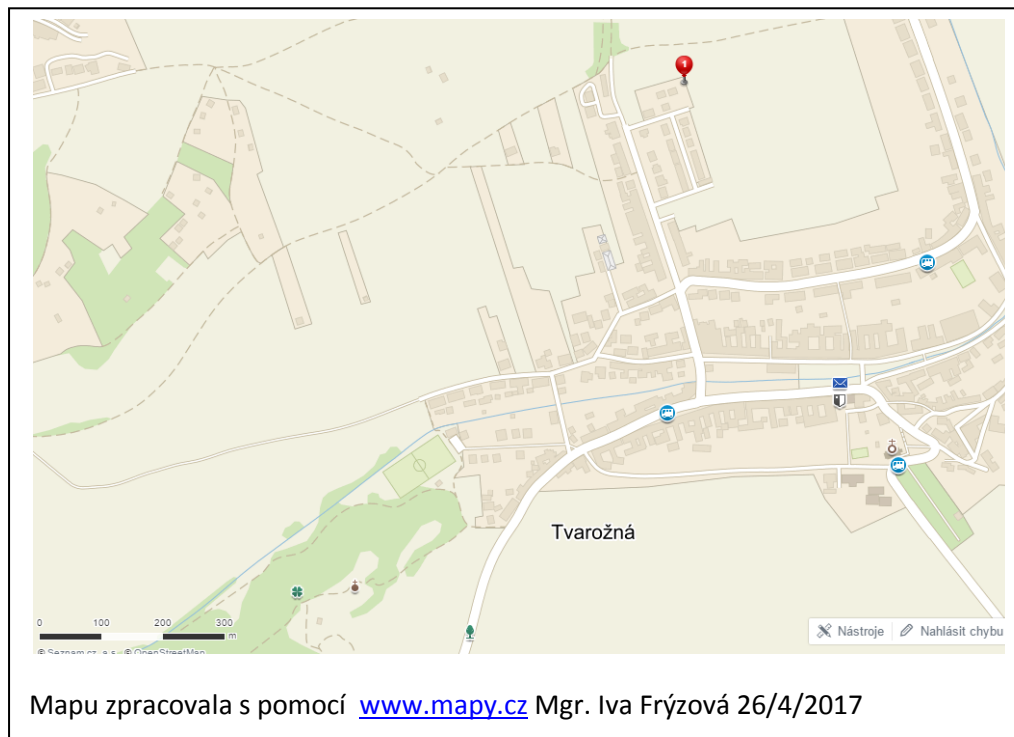 1
Tvarožná
0 100 200 300
m
Nástroje Nahlásit chybu
© Seznam.cz, a.s., © OpenStreetMap
Mapu zpracovala s pomocí www.mapy.cz Mgr. Iva Frýzová 26/4/2017